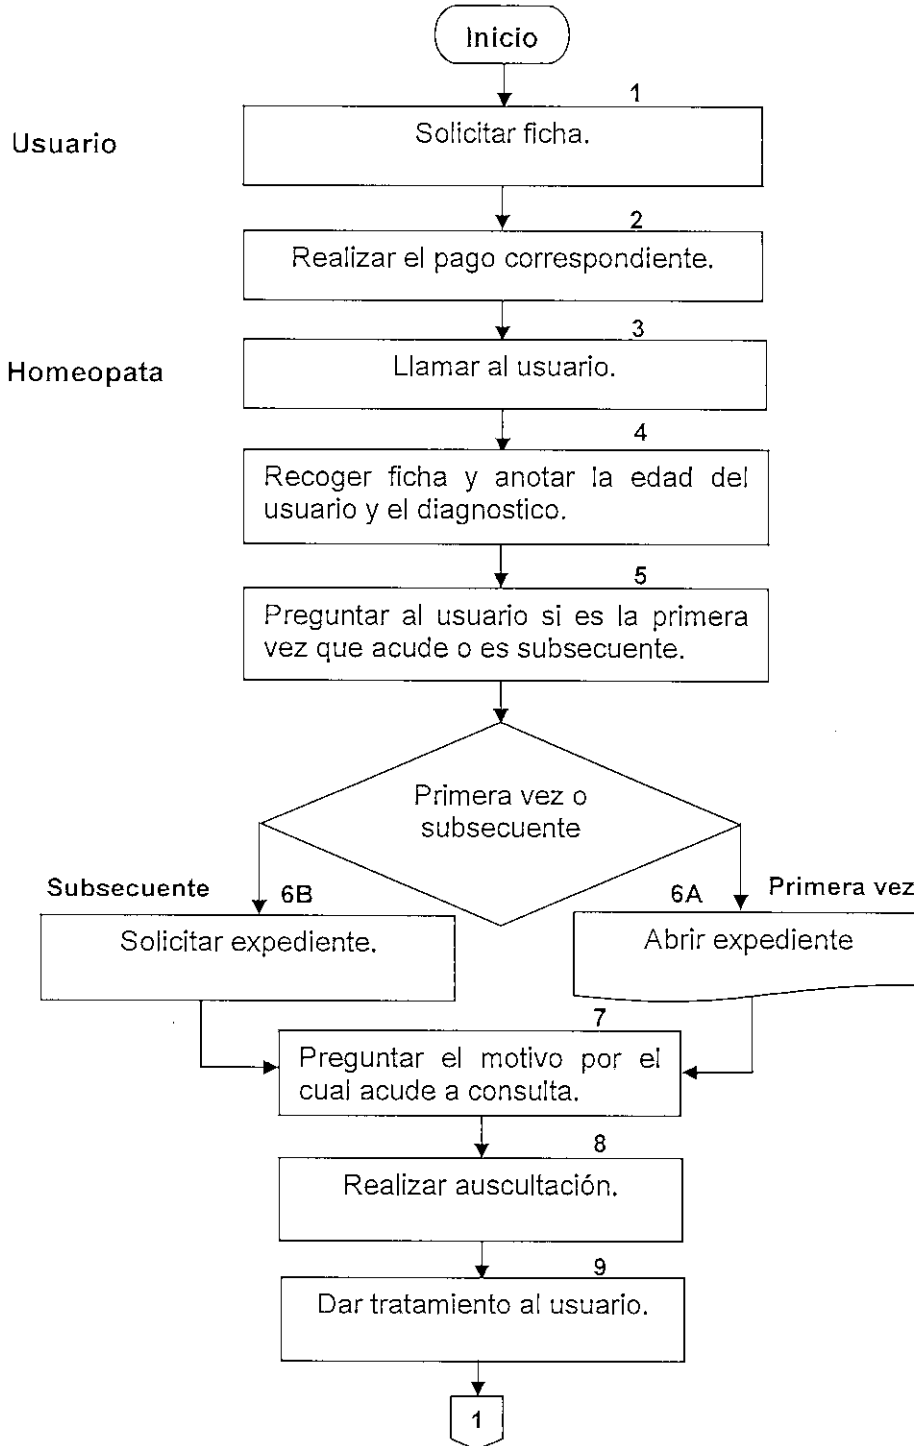 Inicio
1
Usuario
Solicitar ficha.
2
Realizar el pago correspondiente.
3
Homeopata
Llamar al usuario.
4
Recoger ficha y anotar la edad del
usuario y el diagnostico.
5
Preguntar al usuario si es la primera
vez que acude o es subsecuente.
Primera vez o
subsecuente
Subsecuente
6B
6A
Primera vez
Solicitar expediente.
Abrir expediente
7
Preguntar el motivo por el
cual acude a consulta.
8
Realizar auscultación.
9
Dar tratamiento al usuario.
1